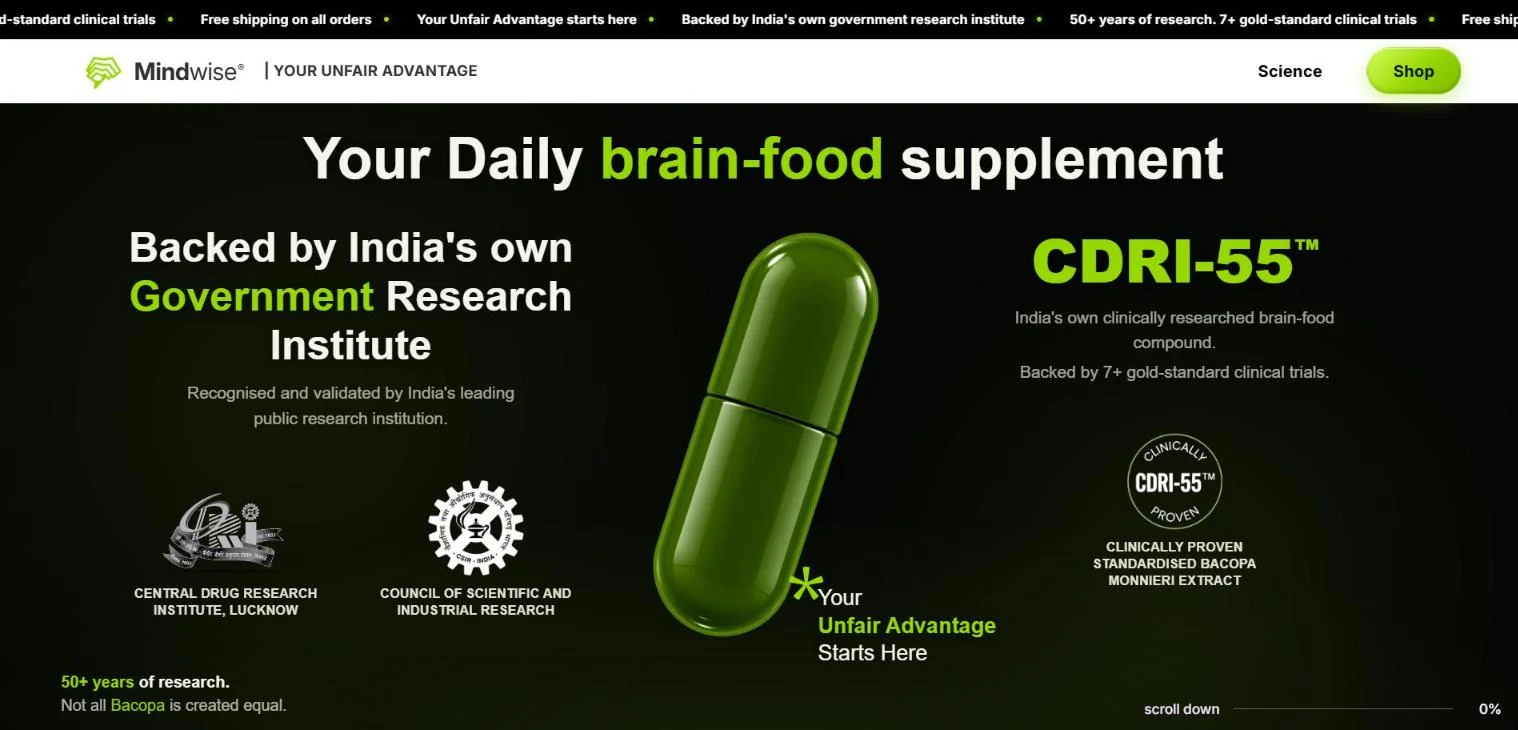 d-standard clinical trials • Free shipping on all orders • Your Unfair Advantage starts here • Backed by India's own government research institute • 50+ years of research. 7+ gold-standard clinical trials • Free ship
Mindwise® | YOUR UNFAIR ADVANTAGE
Science
Shop
Your Daily brain-food supplement
Backed by India's own
Government Research
Institute
Recognised and validated by India's leading
public research institution.
CENTRAL DRUG RESEARCH
INSTITUTE, LUCKNOW
CSIR - INDIA
COUNCIL OF SCIENTIFIC AND
INDUSTRIAL RESEARCH
*Your
Unfair Advantage
Starts Here
CDRI-55™
India's own clinically researched brain-food
compound.
Backed by 7+ gold-standard clinical trials.
CLINICALLY
CDRI-55™
PROVEN
CLINICALLY PROVEN
STANDARDISED BACOPA
MONNIERI EXTRACT
50+ years of research.
Not all Bacopa is created equal.
scroll down
0%